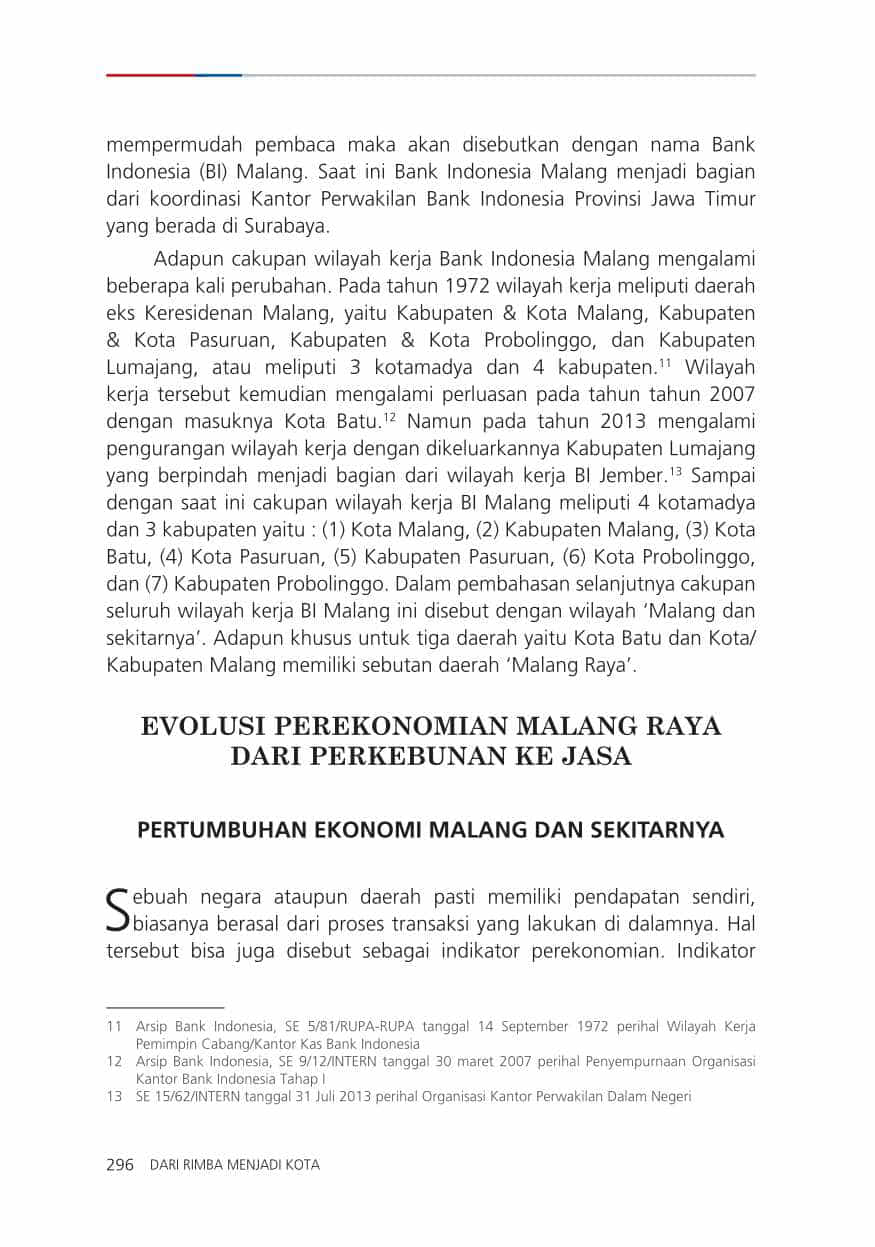 mempermudah pembaca maka akan disebutkan dengan nama Bank
Indonesia (BI) Malang. Saat ini Bank Indonesia Malang menjadi bagian
dari koordinasi Kantor Perwakilan Bank Indonesia Provinsi Jawa Timur
yang berada di Surabaya.
Adapun cakupan wilayah kerja Bank Indonesia Malang mengalami
beberapa kali perubahan. Pada tahun 1972 wilayah kerja meliputi daerah
eks Keresidenan Malang, yaitu Kabupaten & Kota Malang, Kabupaten
& Kota Pasuruan, Kabupaten & Kota Probolinggo, dan Kabupaten
Lumajang, atau meliputi 3 kotamadya dan 4 kabupaten.¹¹ Wilayah
kerja tersebut kemudian mengalami perluasan pada tahun tahun 2007
dengan masuknya Kota Batu.¹² Namun pada tahun 2013 mengalami
pengurangan wilayah kerja dengan dikeluarkannya Kabupaten Lumajang
yang berpindah menjadi bagian dari wilayah kerja BI Jember.¹³ Sampai
dengan saat ini cakupan wilayah kerja BI Malang meliputi 4 kotamadya
dan 3 kabupaten yaitu : (1) Kota Malang, (2) Kabupaten Malang, (3) Kota
Batu, (4) Kota Pasuruan, (5) Kabupaten Pasuruan, (6) Kota Probolinggo,
dan (7) Kabupaten Probolinggo. Dalam pembahasan selanjutnya cakupan
seluruh wilayah kerja BI Malang ini disebut dengan wilayah ‘Malang dan
sekitarnya’. Adapun khusus untuk tiga daerah yaitu Kota Batu dan Kota/
Kabupaten Malang memiliki sebutan daerah ‘Malang Raya’.
EVOLUSI PEREKONOMIAN MALANG RAYA
DARI PERKEBUNAN KE JASA
PERTUMBUHAN EKONOMI MALANG DAN SEKITARNYA
Sebuah negara ataupun daerah pasti memiliki pendapatan sendiri,
biasanya berasal dari proses transaksi yang lakukan di dalamnya. Hal
tersebut bisa juga disebut sebagai indikator perekonomian. Indikator
11 Arsip Bank Indonesia, SE 5/81/RUPA-RUPA tanggal 14 September 1972 perihal Wilayah Kerja
Pemimpin Cabang/Kantor Kas Bank Indonesia
12 Arsip Bank Indonesia, SE 9/12/INTERN tanggal 30 maret 2007 perihal Penyempurnaan Organisasi
Kantor Bank Indonesia Tahap I
13 SE 15/62/INTERN tanggal 31 Juli 2013 perihal Organisasi Kantor Perwakilan Dalam Negeri
296 DARI RIMBA MENJADI KOTA